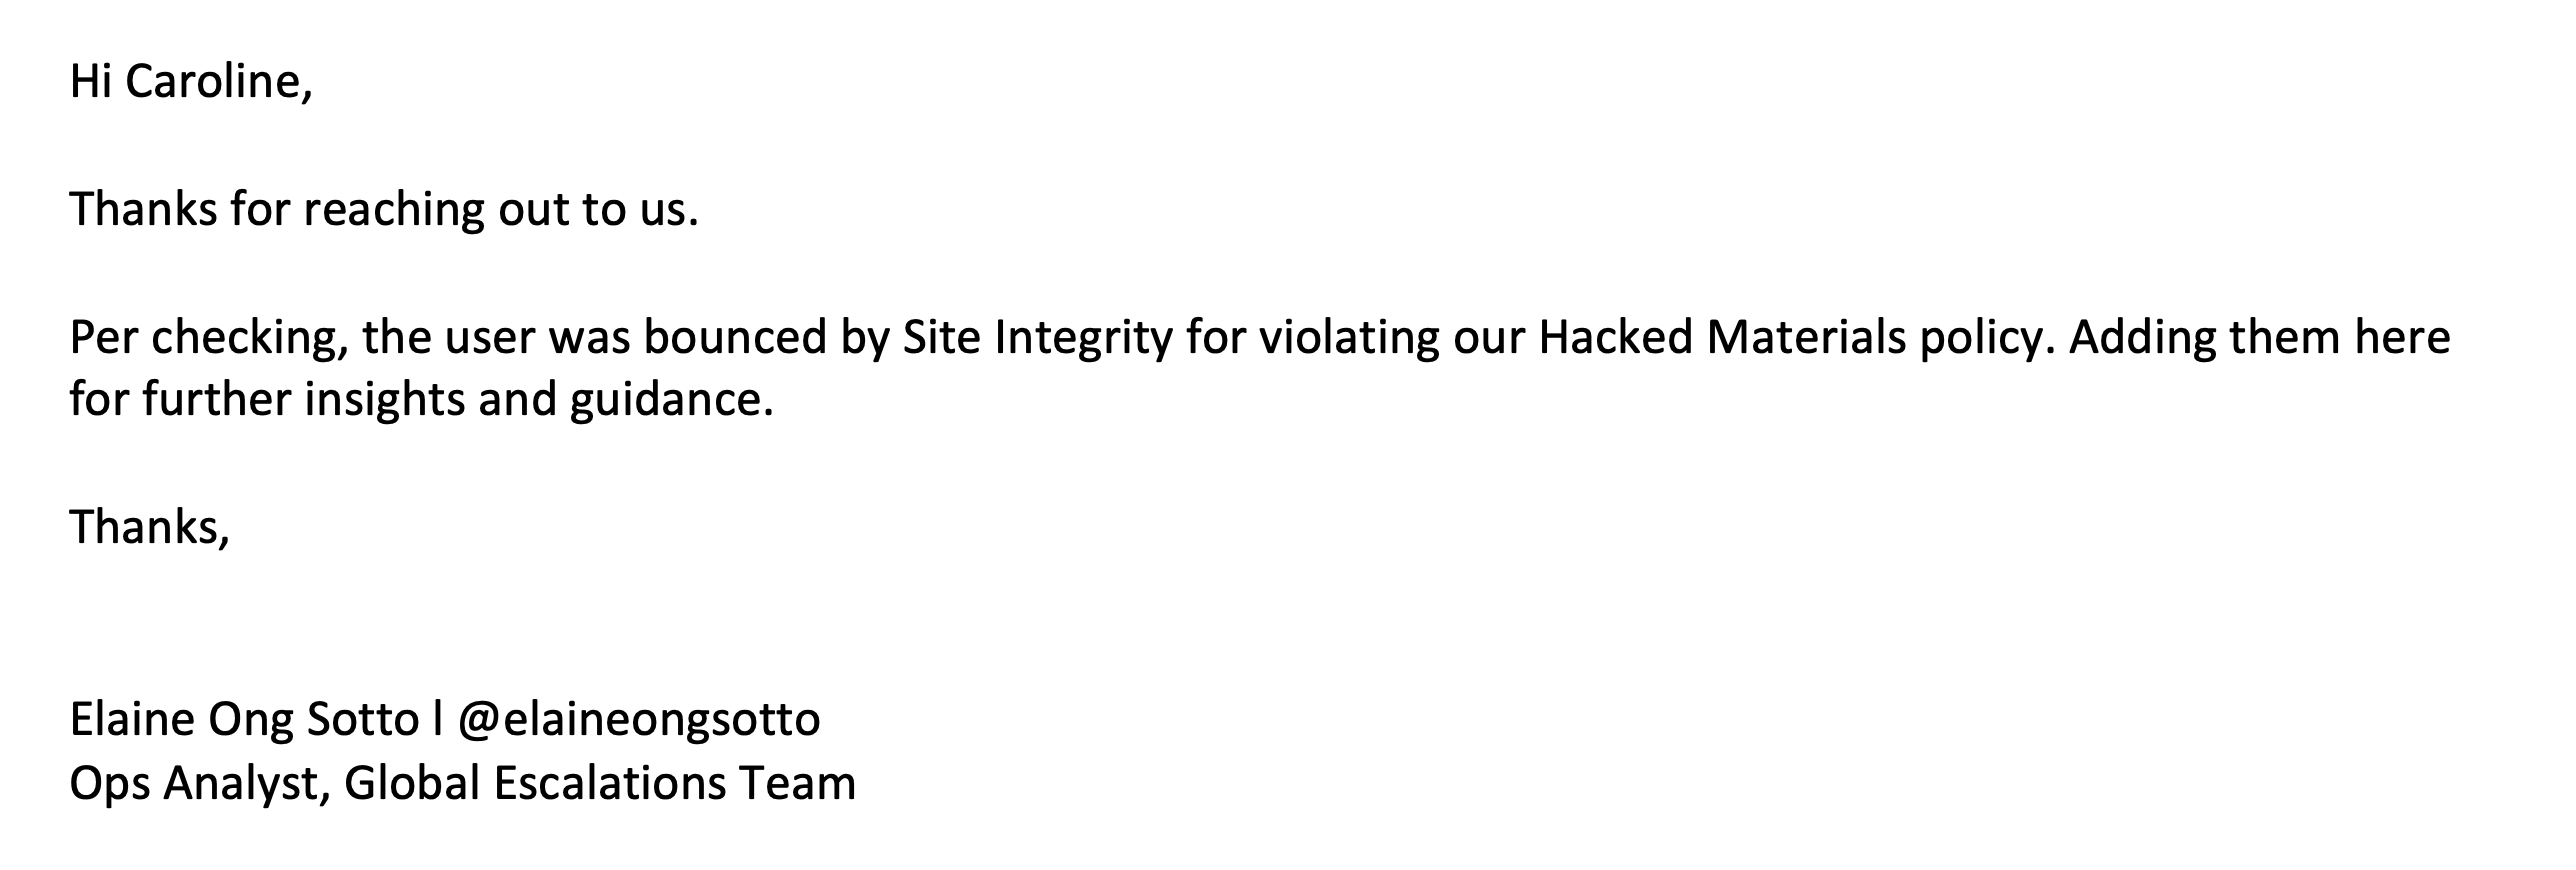 Hi Caroline,
Thanks for reaching out to us.
Per checking, the user was bounced by Site Integrity for violating our Hacked Materials policy. Adding them here
for further insights and guidance.
Thanks,
Elaine Ong Sotto l @elaineongsotto
Ops Analyst, Global Escalations Team